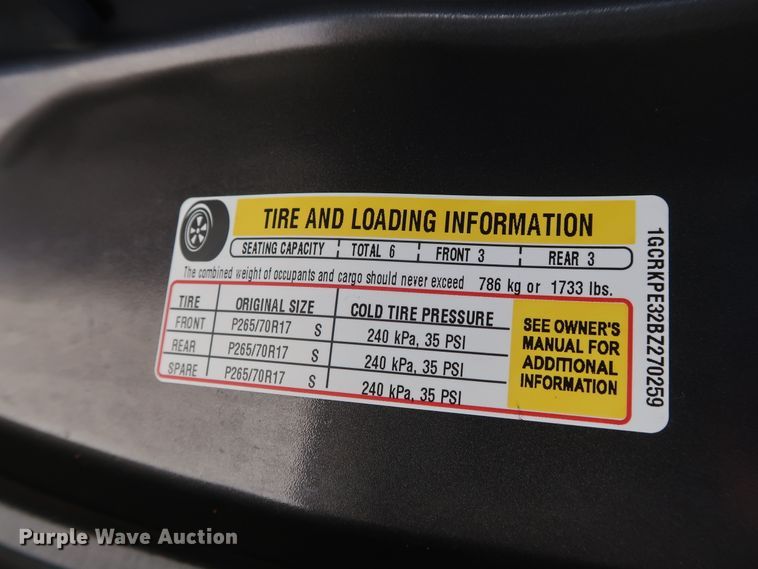 TIRE AND LOADING INFORMATION
SEATING CAPACITY TOTAL 6 FRONT 3 REAR 3
The combined weight of occupants and cargo should never exceed 786 kg or 1733 lbs.
TIRE ORIGINAL SIZE COLD TIRE PRESSURE
FRONT P265/70R17 S 240 kPa, 35 PSI
REAR P265/70R17 S 240 kPa, 35 PSI
SPARE P265/70R17 S 240 kPa, 35 PSI
SEE OWNER'S
MANUAL FOR
ADDITIONAL
INFORMATION
1GCRKPE32BZ270259
Purple Wave Auction